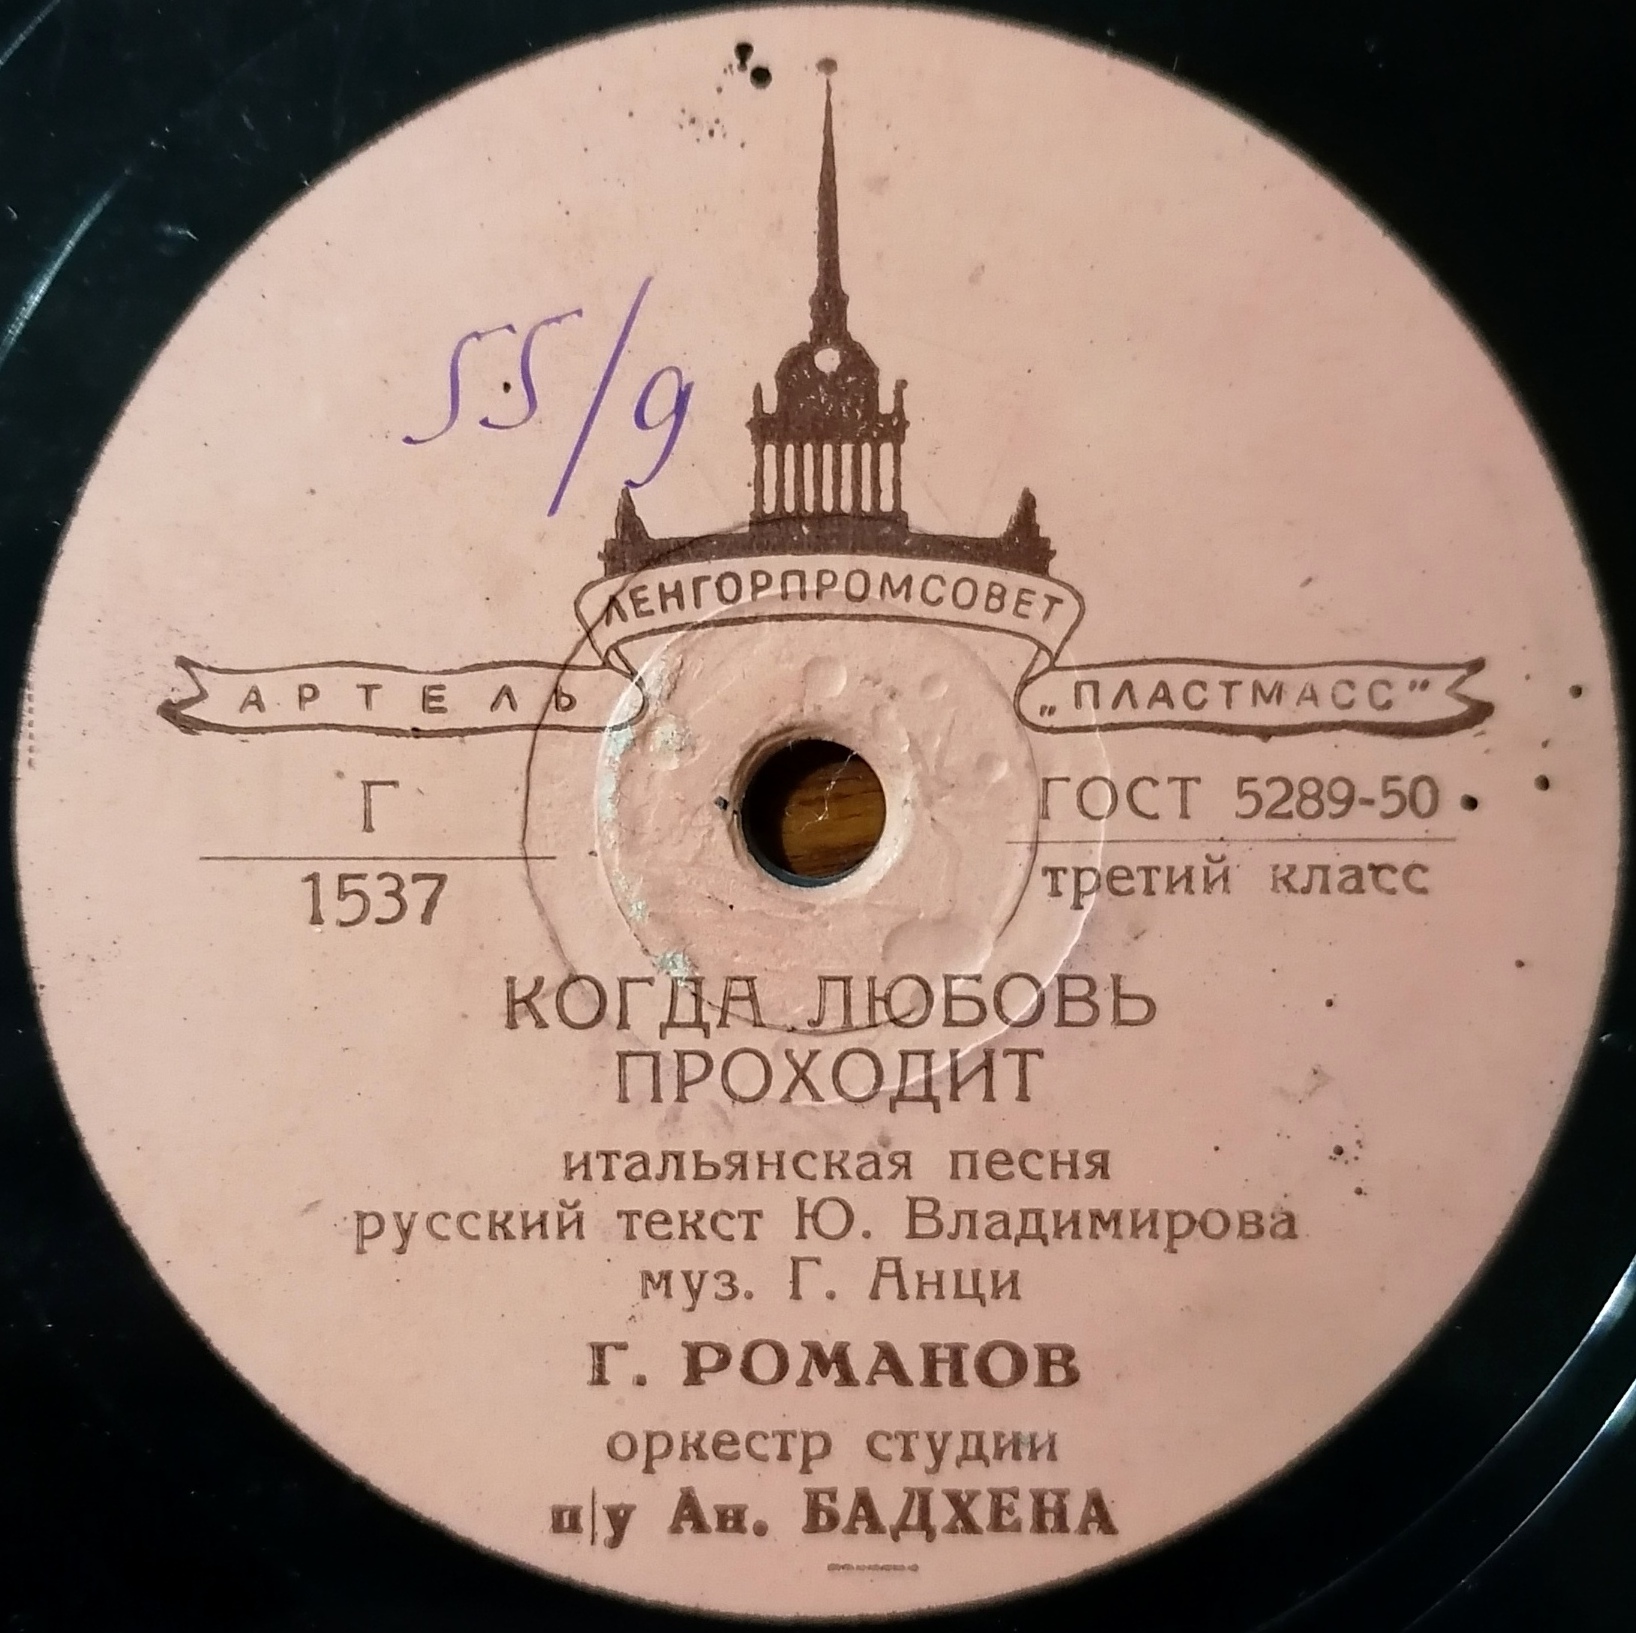 55/9
ЛЕНГОРПРОМСОВЕТ
АРТЕЛЬ „ПЛАСТМАСС“
Г ГОСТ 5289-50
1537 третий класс
КОГДА ЛЮБОВЬ
ПРОХОДИТ
итальянская песня
русский текст Ю. Владимирова
муз. Г. Анци
Г. РОМАНОВ
оркестр студии
п/у Ан. БАДХЕНА